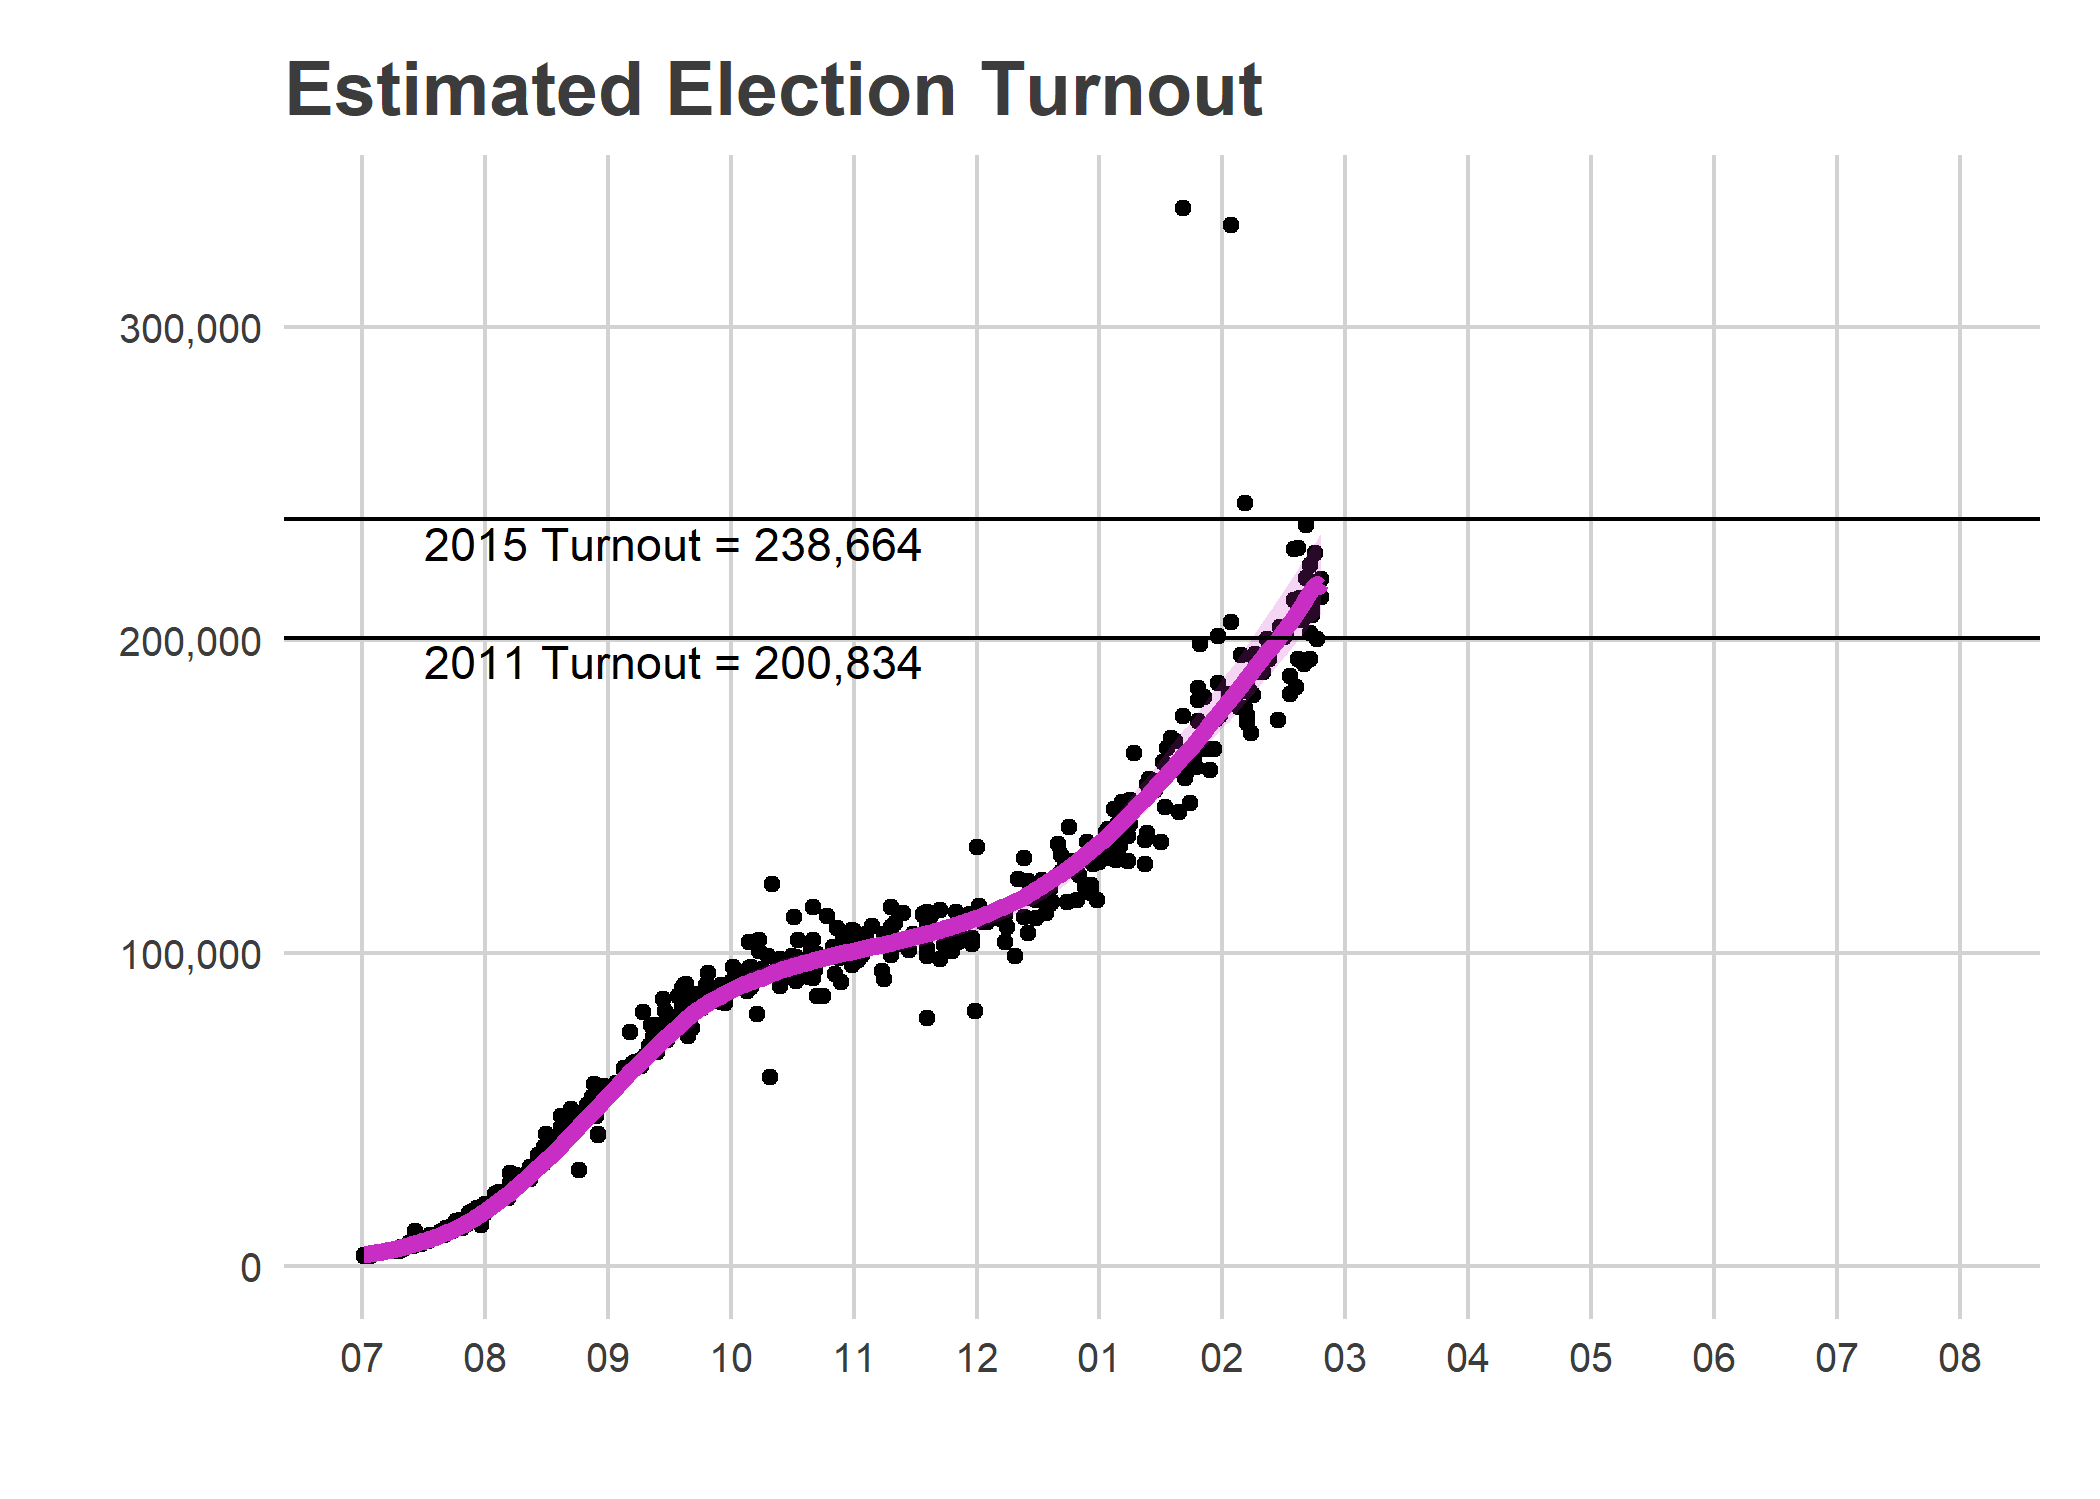 Estimated Election Turnout
300,000
2015 Turnout = 238,664
200,000
2011 Turnout = 200,834
100,000
0
07 08 09 10 11 12 01 02 03 04 05 06 07 08